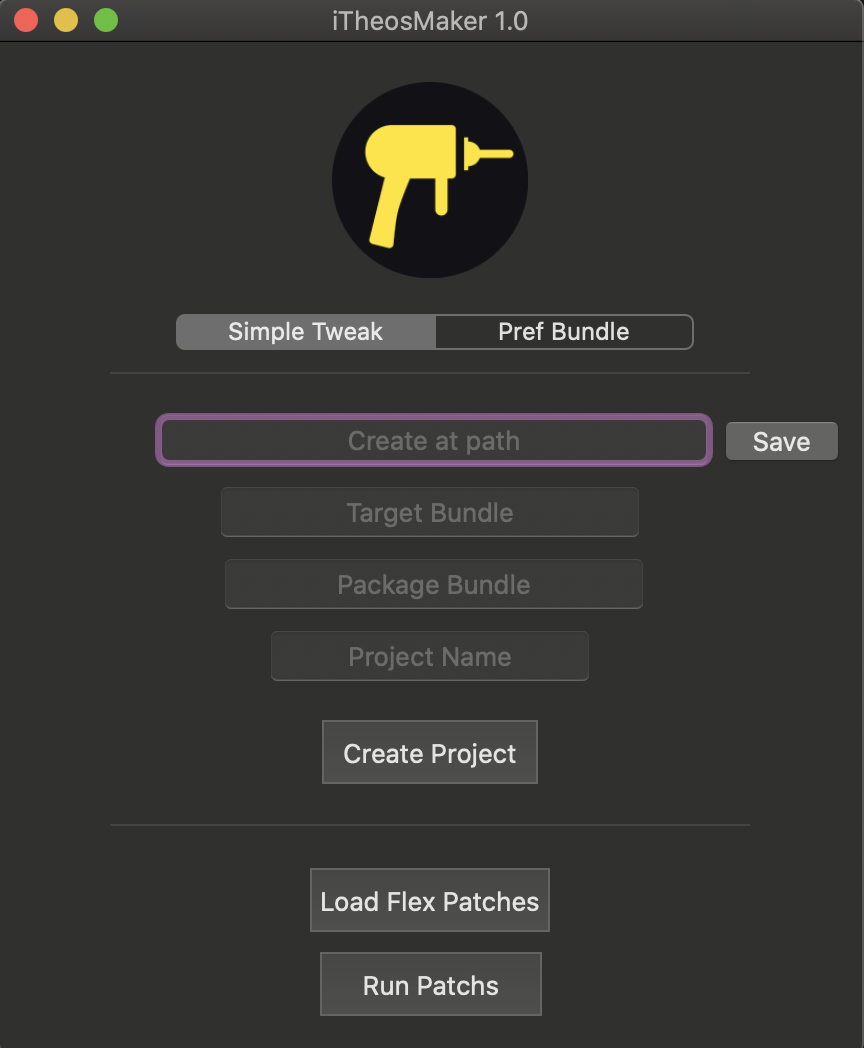 iTheosMaker 1.0
Simple Tweak Pref Bundle
Create at path Save
Target Bundle
Package Bundle
Project Name
Create Project
Load Flex Patches
Run Patchs